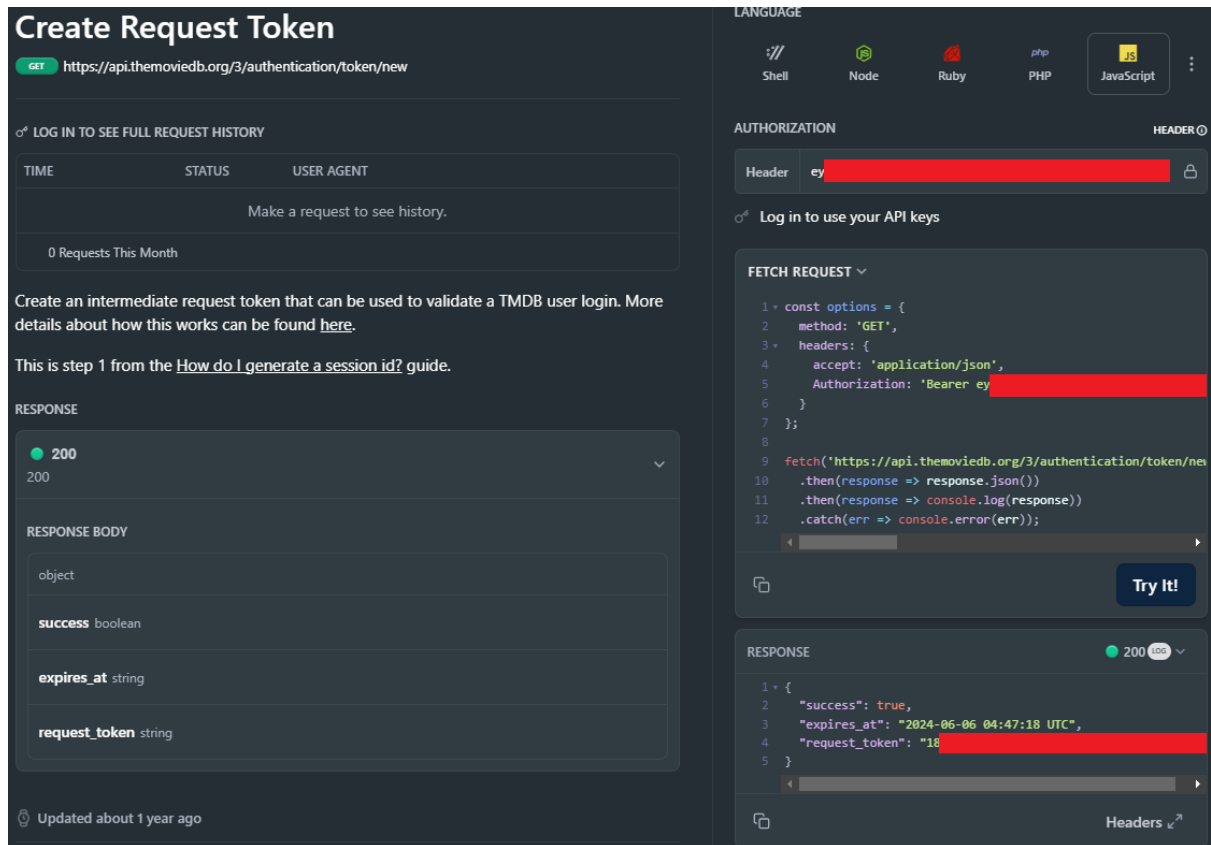 Create Request Token
GET https://api.themoviedb.org/3/authentication/token/new
LOG IN TO SEE FULL REQUEST HISTORY
TIME STATUS USER AGENT
Make a request to see history.
0 Requests This Month
Create an intermediate request token that can be used to validate a TMDB user login. More
details about how this works can be found here.
This is step 1 from the How do I generate a session id? guide.
RESPONSE
200
200
RESPONSE BODY
object
success boolean
expires_at string
request_token string
Updated about 1 year ago
LANGUAGE
Shell Node Ruby php PHP JS JavaScript
AUTHORIZATION HEADER
Header ey
Log in to use your API keys
FETCH REQUEST
1 const options = {
2 method: 'GET',
3 headers: {
4 accept: 'application/json',
5 Authorization: 'Bearer ey
6 }
7 };
8
9 fetch('https://api.themoviedb.org/3/authentication/token/new
10 .then(response => response.json())
11 .then(response => console.log(response))
12 .catch(err => console.error(err));
Try It!
RESPONSE 200 LOG
1 {
2 "success": true,
3 "expires_at": "2024-06-06 04:47:18 UTC",
4 "request_token": "18
5 }
Headers